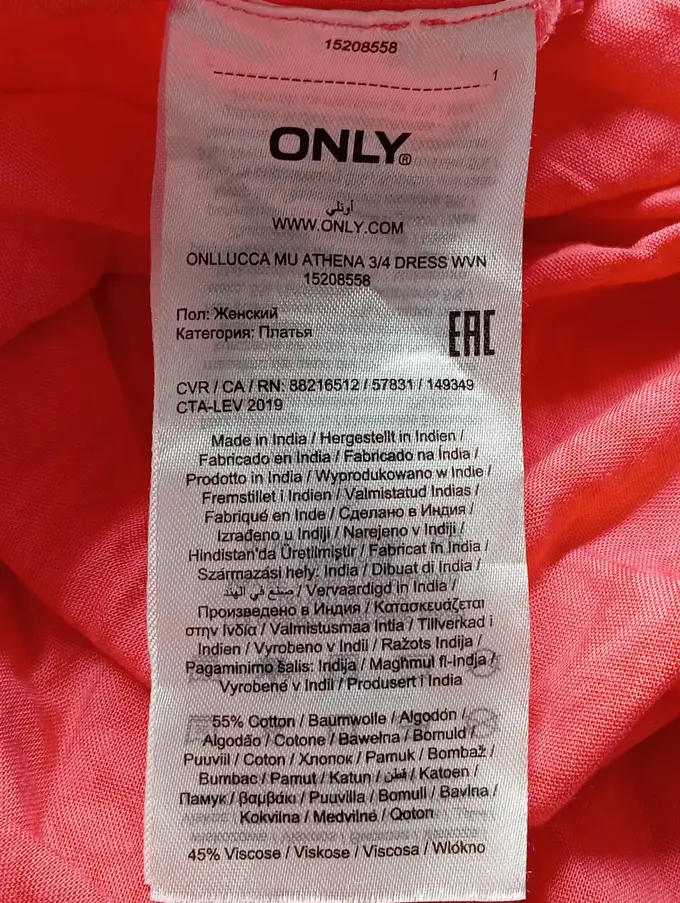 15208558
1
ONLY®
أونلي
WWW.ONLY.COM
ONLLUCCA MU ATHENA 3/4 DRESS WVN
15208558
Пол: Женский
Категория: Платья
EAC
CVR / CA / RN: 88216512 / 57831 / 149349
CTA-LEV 2019
Made in India / Hergestellt in Indien /
Fabricado en India / Fabricado na Índia /
Prodotto in India / Wyprodukowano w Indie /
Fremstillet i Indien / Valmistatud Indias /
Fabriqué en Inde / Сделано в Индия /
Izrađeno u Indiji / Narejeno v Indiji /
Hindistan'da Üretilmiştir / Fabricat în India /
Származási hely: India / Dibuat di India /
صنع في الهند / Vervaardigd in India /
Произведено в Индия / Κατασκευάζεται
στην Ινδία / Valmistusmaa Intia / Tillverkad i
Indien / Vyrobeno v Indii / Ražots Indija /
Pagaminimo šalis: Indija / Magħmul fl-Indja /
Vyrobené v Indii / Produsert i India
55% Cotton / Baumwolle / Algodón /
Algodão / Cotone / Bawełna / Bomuld /
Puuviil / Coton / Хлопок / Pamuk / Bombaž /
Bumbac / Pamut / Katun / قطن / Katoen /
Памук / βαμβάκι / Puuvilla / Bomull / Bavlna /
Kokvilna / Medvilnė / Qoton
45% Viscose / Viskose / Viscosa / Włókno